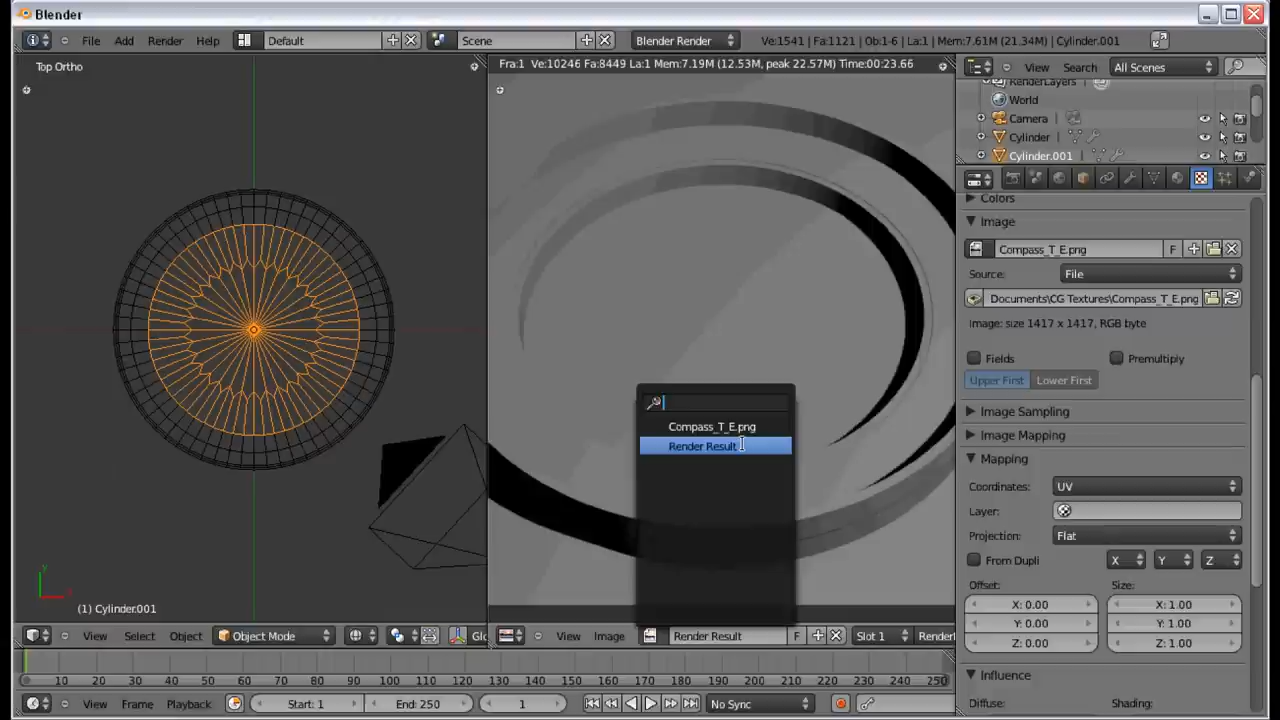 Blender
File Add Render Help Default Scene Blender Render Ve:1541 | Fa:1121 | Ob:1-6 | La:1 | Mem:7.61M (21.34M) | Cylinder.001
Top Ortho
Fra:1 Ve:10246 Fa:8449 La:1 Mem:7.19M (12.53M, peak 22.57M) Time:00:23.66
View Search All Scenes
RenderLayers
World
Camera
Cylinder
Cylinder.001
Colors
Image
Compass_T_E.png F
Source: File
Documents\CG Textures\Compass_T_E.png
Image: size 1417 x 1417, RGB byte
Fields Premultiply
Upper First Lower First
Image Sampling
Image Mapping
Mapping
Coordinates: UV
Layer:
Projection: Flat
From Dupli X Y Z
Offset: Size:
X: 0.00 X: 1.00
Y: 0.00 Y: 1.00
Z: 0.00 Z: 1.00
Influence
Diffuse: Shading:
Compass_T_E.png
Render Result
Y
(1) Cylinder.001
View Select Object Object Mode Glo
View Image Render Result F Slot 1 Renderl
10 20 30 40 50 60 70 80 90 100 110 120 130 140 150 160 170 180 190 200 210 220 230 240 250
View Frame Playback Start: 1 End: 250 1 No Sync